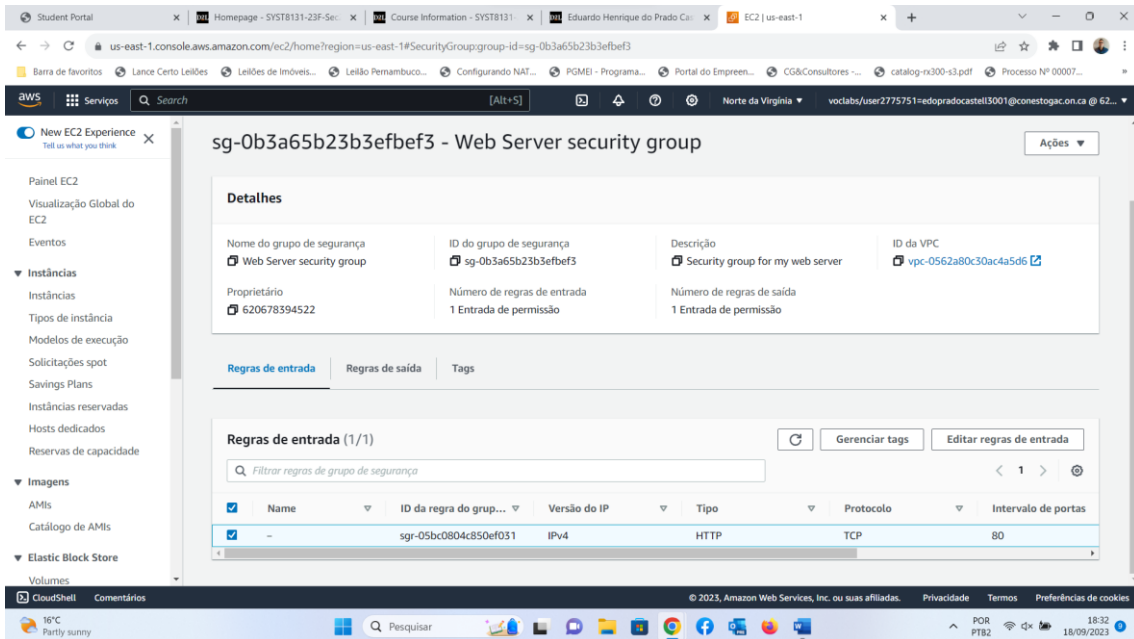 Student Portal
D2L Homepage - SYST8131-23F-Sec
D2L Course Information - SYST8131-
D2L Eduardo Henrique do Prado Cas
EC2 | us-east-1
us-east-1.console.aws.amazon.com/ec2/home?region=us-east-1#SecurityGroup:group-id=sg-0b3a65b23b3efbef3
Barra de favoritos
Lance Certo Leilões
Leilões de Imóveis...
Leilão Pernambuco...
Configurando NAT...
PGMEI - Programa...
Portal do Empreen...
CG&Consultores -...
catalog-rx300-s3.pdf
Processo Nº 00007...
»
aws
Serviços
Search
[Alt+S]
Norte da Virgínia
voclabs/user2775751=edopradocastell3001@conestogac.on.ca @ 62...
New EC2 Experience
Tell us what you think
Painel EC2
Visualização Global do
EC2
Eventos
Instâncias
Instâncias
Tipos de instância
Modelos de execução
Solicitações spot
Savings Plans
Instâncias reservadas
Hosts dedicados
Reservas de capacidade
Imagens
AMIs
Catálogo de AMIs
Elastic Block Store
Volumes
sg-0b3a65b23b3efbef3 - Web Server security group
Ações
Detalhes
Nome do grupo de segurança
Web Server security group
ID do grupo de segurança
sg-0b3a65b23b3efbef3
Descrição
Security group for my web server
ID da VPC
vpc-0562a80c30ac4a5d6
Proprietário
620678394522
Número de regras de entrada
1 Entrada de permissão
Número de regras de saída
1 Entrada de permissão
Regras de entrada
Regras de saída
Tags
Regras de entrada (1/1)
Gerenciar tags
Editar regras de entrada
Filtrar regras de grupo de segurança
1
Name
ID da regra do grup...
Versão do IP
Tipo
Protocolo
Intervalo de portas
– sgr-05bc0804c850ef031 IPv4 HTTP TCP 80
CloudShell
Comentários
© 2023, Amazon Web Services, Inc. ou suas afiliadas.
Privacidade
Termos
Preferências de cookies
16°C
Partly sunny
Pesquisar
POR
PTB2
18:32
18/09/2023